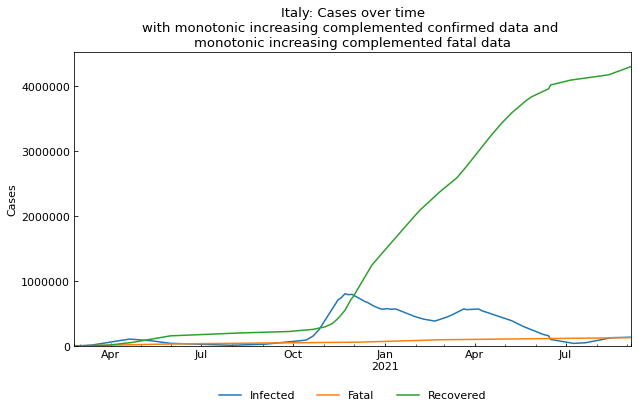 Italy: Cases over time
with monotonic increasing complemented confirmed data and
monotonic increasing complemented fatal data
4000000
3000000
2000000
1000000
0
Cases
Apr Jul Oct Jan Apr Jul
2021
Infected Fatal Recovered